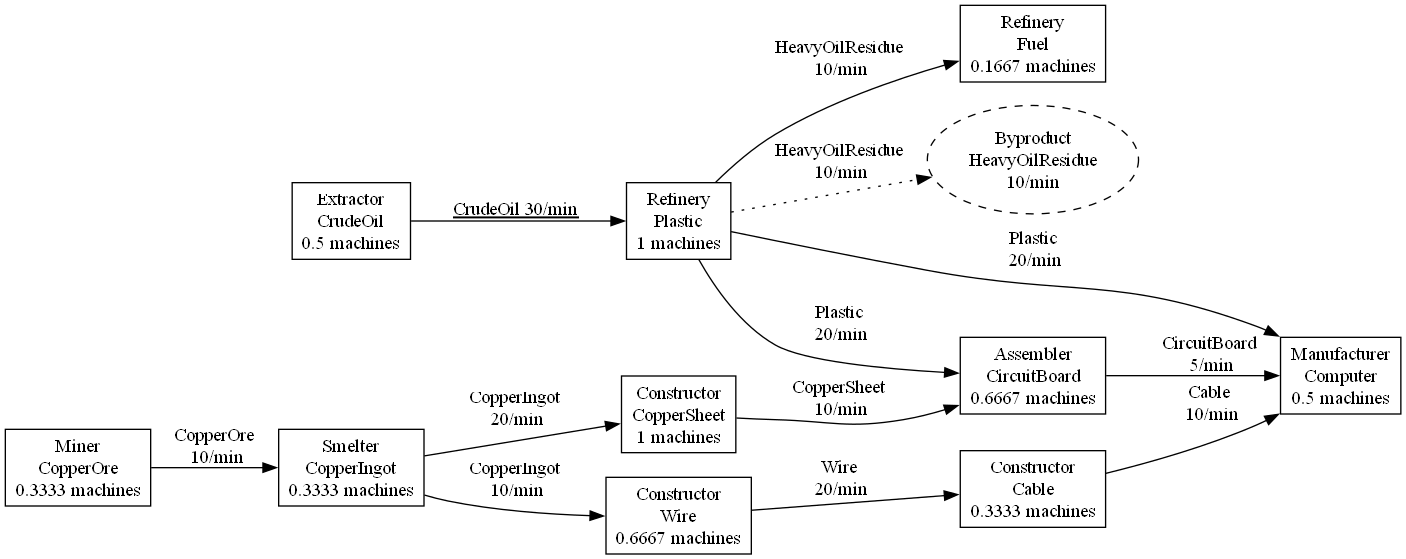 Refinery
Fuel
0.1667 machines
HeavyOilResidue
10/min
Byproduct
HeavyOilResidue
10/min
HeavyOilResidue
10/min
Extractor
CrudeOil
0.5 machines
CrudeOil 30/min
Refinery
Plastic
1 machines
Plastic
20/min
Plastic
20/min
Assembler
CircuitBoard
0.6667 machines
CircuitBoard
5/min
Manufacturer
Computer
0.5 machines
Cable
10/min
CopperIngot
20/min
Constructor
CopperSheet
1 machines
CopperSheet
10/min
Miner
CopperOre
0.3333 machines
CopperOre
10/min
Smelter
CopperIngot
0.3333 machines
CopperIngot
10/min
Constructor
Wire
0.6667 machines
Wire
20/min
Constructor
Cable
0.3333 machines